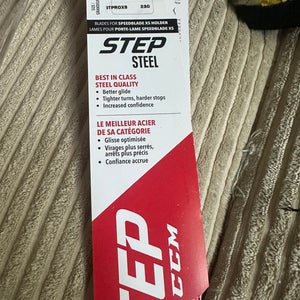 STPROXS 280
BLADES FOR SPEEDBLADE XS HOLDER
LAMES POUR PORTE-LAME SPEEDBLADE XS
STEP
STEEL
BEST IN CLASS
STEEL QUALITY
• Better glide
• Tighter turns, harder stops
• Increased confidence
LE MEILLEUR ACIER
DE SA CATÉGORIE
• Glisse optimisée
• Virages plus serrés,
arrêts plus précis
• Confiance accrue
STEP
CCM